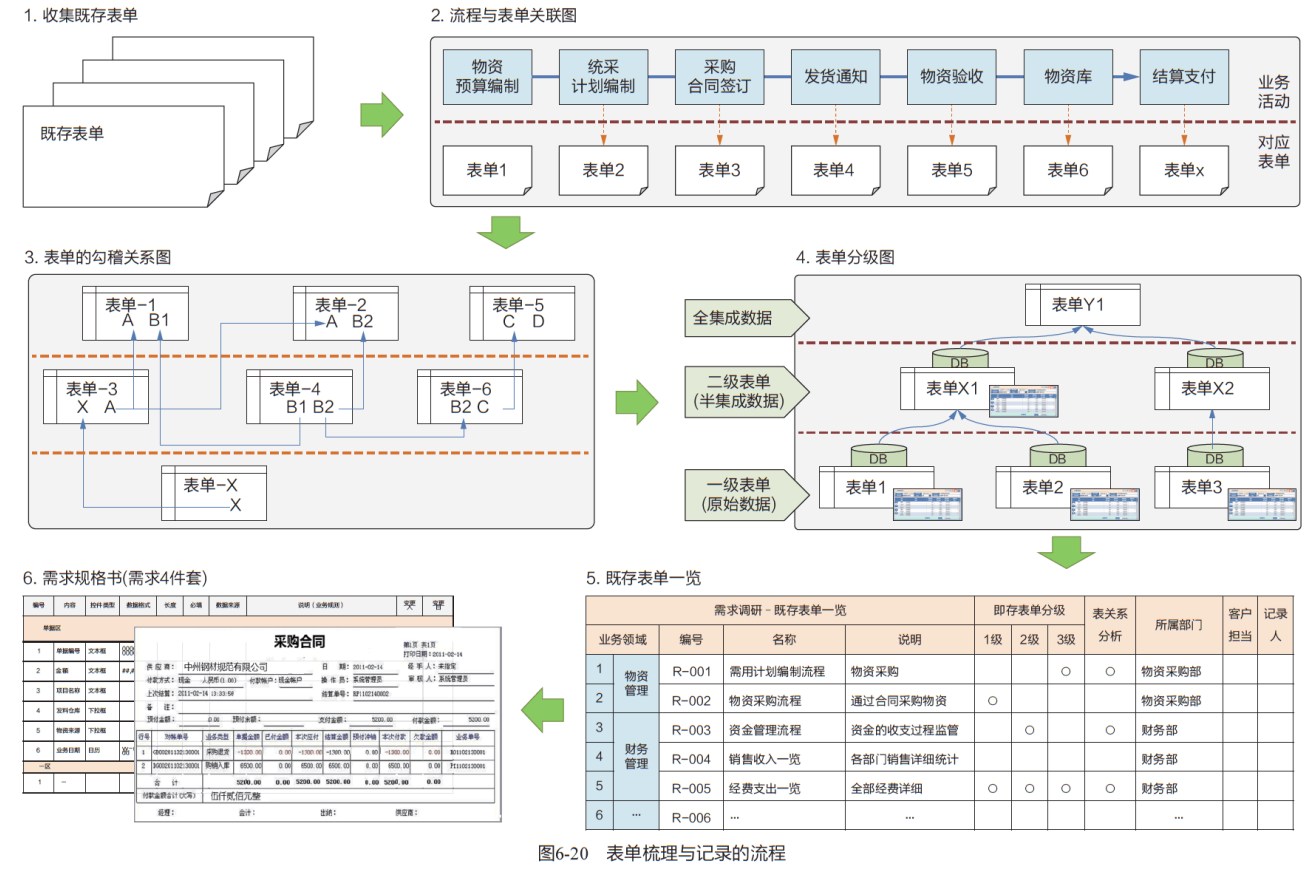 1. 收集既存表单
既存表单
2. 流程与表单关联图
物资
预算编制
统采
计划编制
采购
合同签订
发货通知
物资验收
物资库
结算支付
业务
活动
表单1
表单2
表单3
表单4
表单5
表单6
表单x
对应
表单
3. 表单的勾稽关系图
表单-1
A B1
表单-2
A B2
表单-5
C D
表单-3
X A
表单-4
B1 B2
表单-6
B2 C
表单-X
X
4. 表单分级图
全集成数据
表单Y1
二级表单
(半集成数据)
DB
表单X1
DB
表单X2
一级表单
(原始数据)
DB
表单1
DB
表单2
DB
表单3
5. 既存表单一览
需求调研-既存表单一览 即存表单分级 表关系 分析 所属部门 客户 担当 记录 人
业务领域 编号 名称 说明 1级 2级 3级
1 物资 管理 R-001 需用计划编制流程 物资采购 ○ ○ 物资采购部
2 R-002 物资采购流程 通过合同采购物资 ○ 物资采购部
3 财务 管理 R-003 资金管理流程 资金的收支过程监管 ○ ○ 财务部
4 R-004 销售收入一览 各部门销售详细统计 财务部
5 R-005 经费支出一览 全部经费详细 ○ ○ ○ ○ 财务部
6 … R-006 … … …
6. 需求规格书(需求4件套)
编号 内容 控件类型 数据格式 长度 必填 数据来源 说明（业务规则） 变更人 变更日
单据区
1 单据编号 文本框
2 金额 文本框
3 项目名称 文本框
4 发料仓库 下拉框
5 物资来源 下拉框
6 业务日期 日历
一区
1 —
采购合同
第1页 共1页
打印日期:2011-02-14
供应商: 中州钢材规范有限公司 日 期: 2011-02-14 经手人:
付款方式: 现金 人民币(1.00) 付款帐户:现金帐户 操作员: 系统管理员 审核人: 系统管理员
上次结算: 2011-02-14 结算单号:
备 注:
预付金额: 0.00 预付余额: 支付金额: 5200.00 付款金额: 5200.00
行号 对帐单号 业务类型 单据金额 已付金额 本次应付 结算金额 预付冲销 本次付款 欠款金额 业务单号
1 采购退货 -1300.00 0.00 -1300.00 -1300.00 0.00 -1300.00 0.00
2 购销入库 6500.00 0.00 6500.00 6500.00 0.00 6500.00 0.00
合 计 5200.00 0.00 5200.00 5200.00 0.00 5200.00 0.00
付款金额合计(大写) 伍仟贰佰元整
经理: 会计: 出纳: 供应商:
图6-20 表单梳理与记录的流程